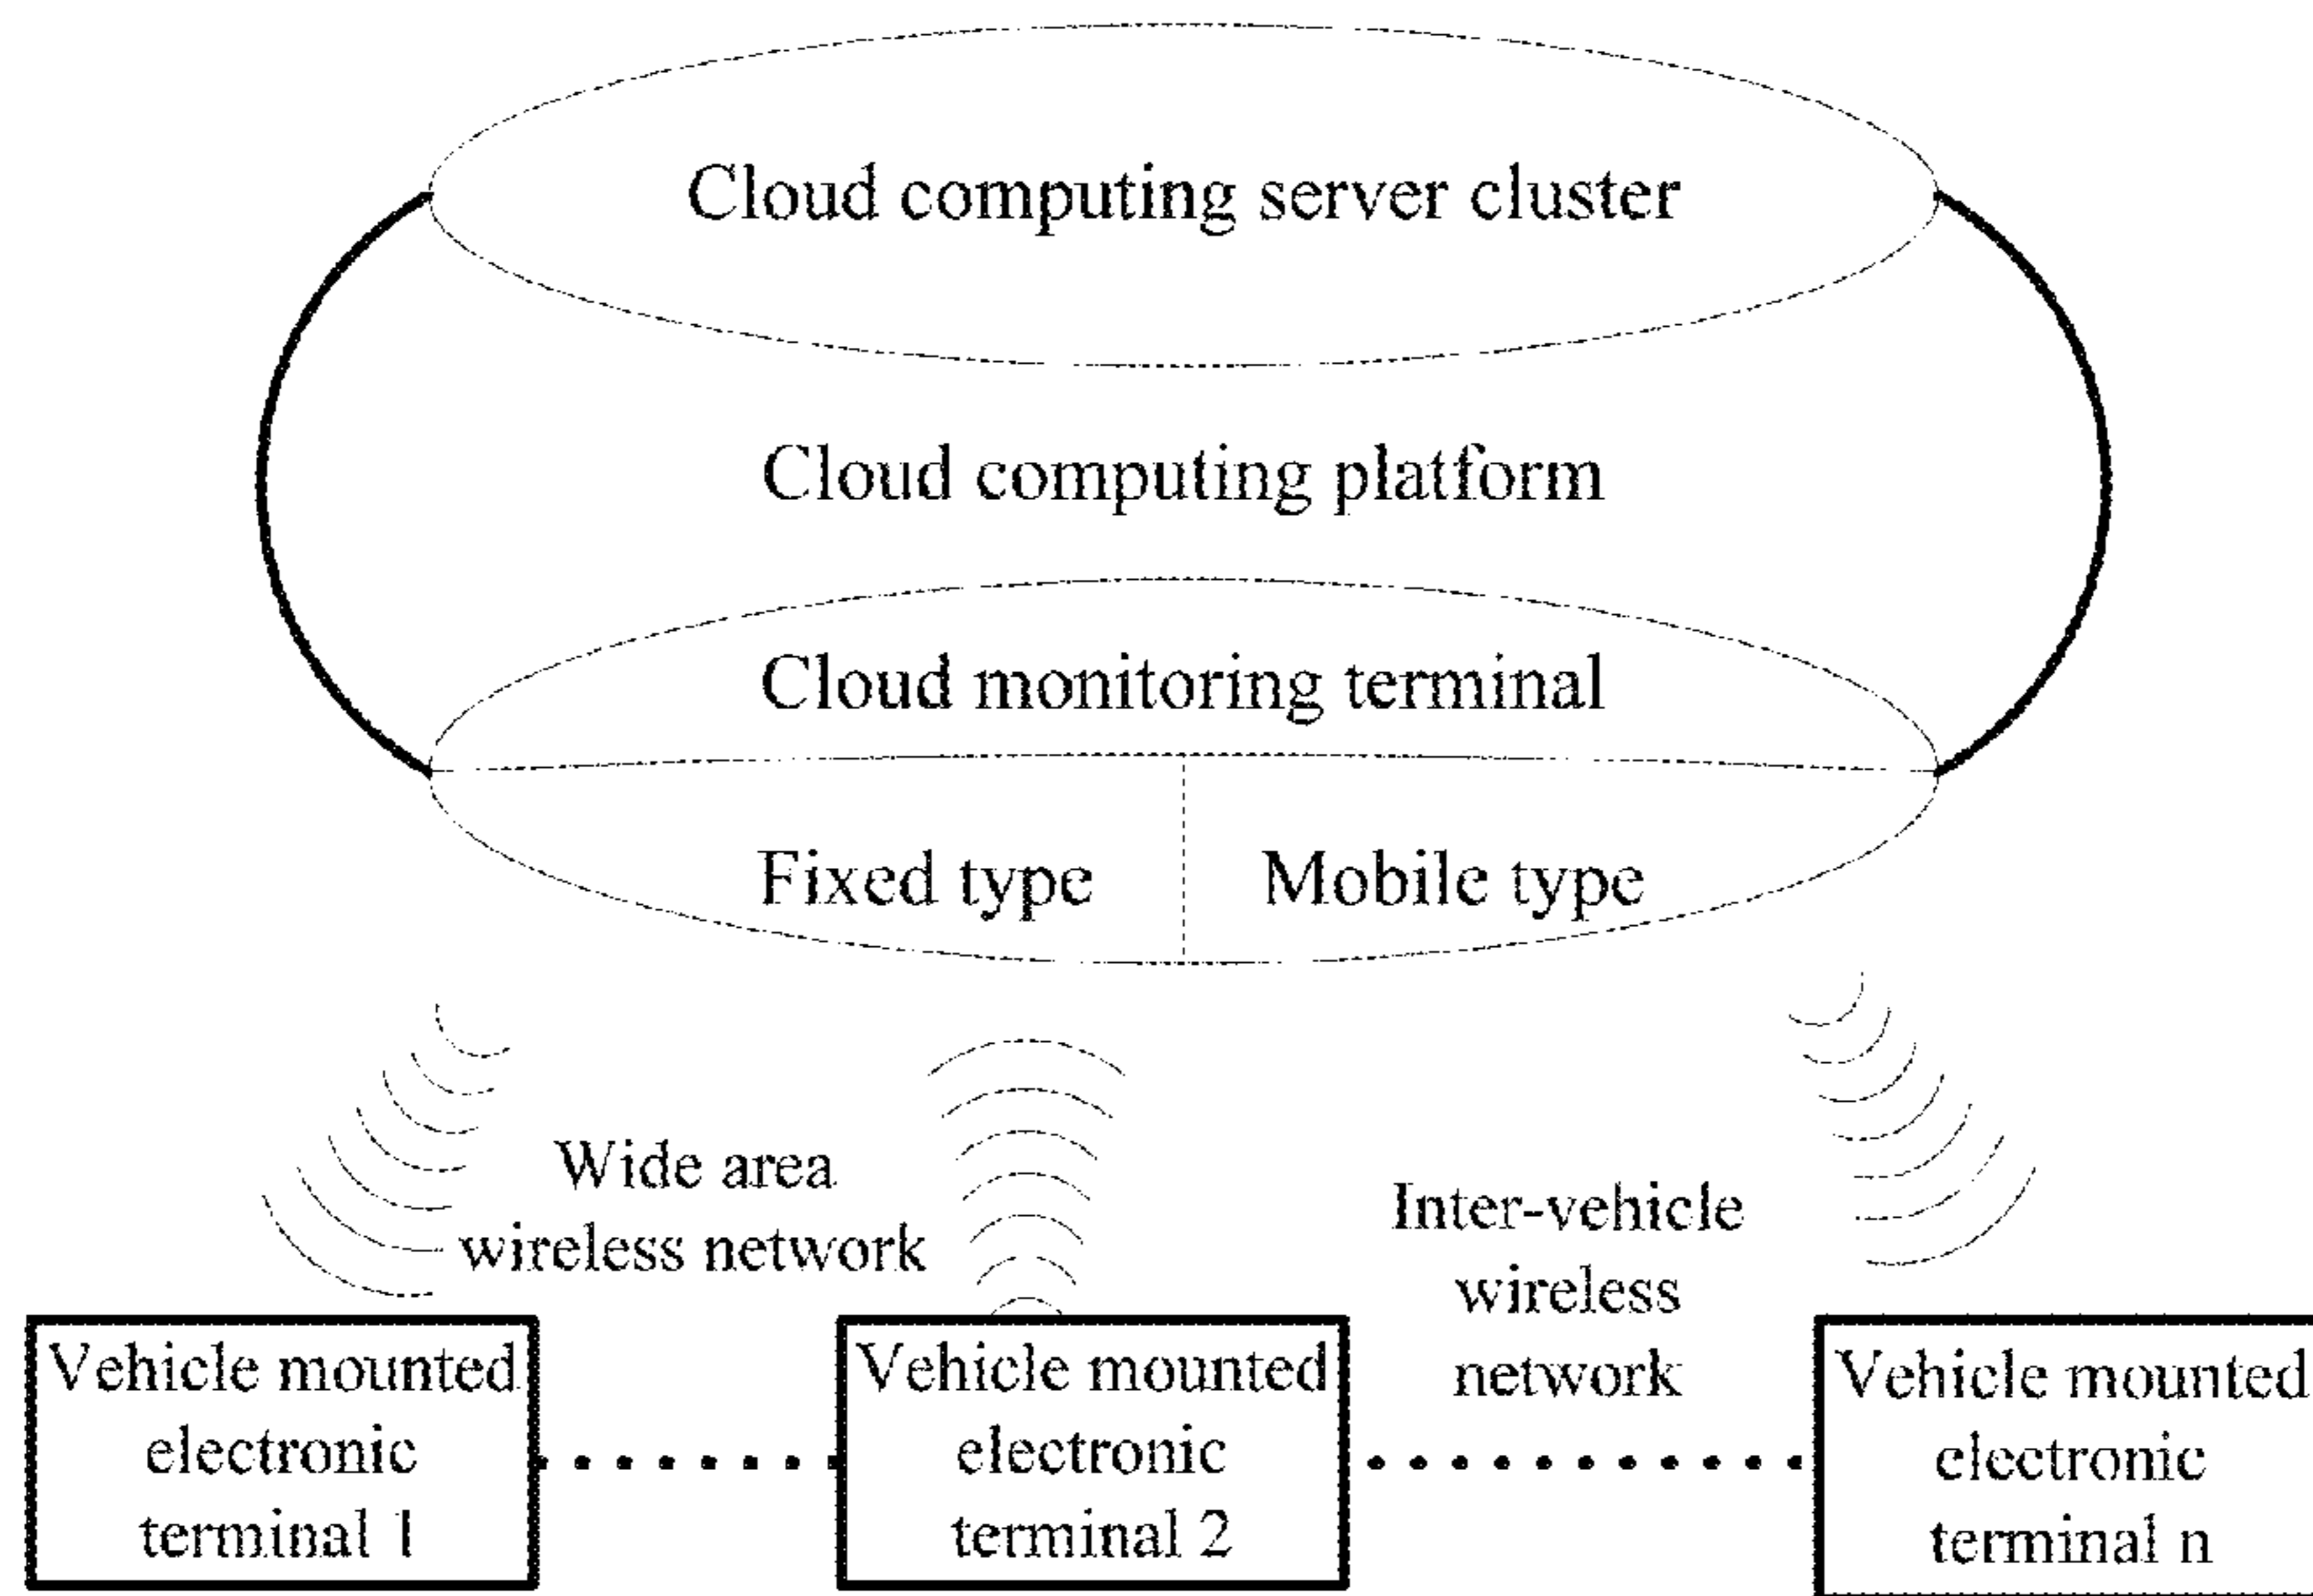 Cloud computing server cluster
Cloud computing platform
Cloud monitoring terminal
Fixed type
Mobile type
Wide area
wireless network
Inter-vehicle
wireless
network
Vehicle mounted
electronic
terminal 1
Vehicle mounted
electronic
terminal 2
Vehicle mounted
electronic
terminal n